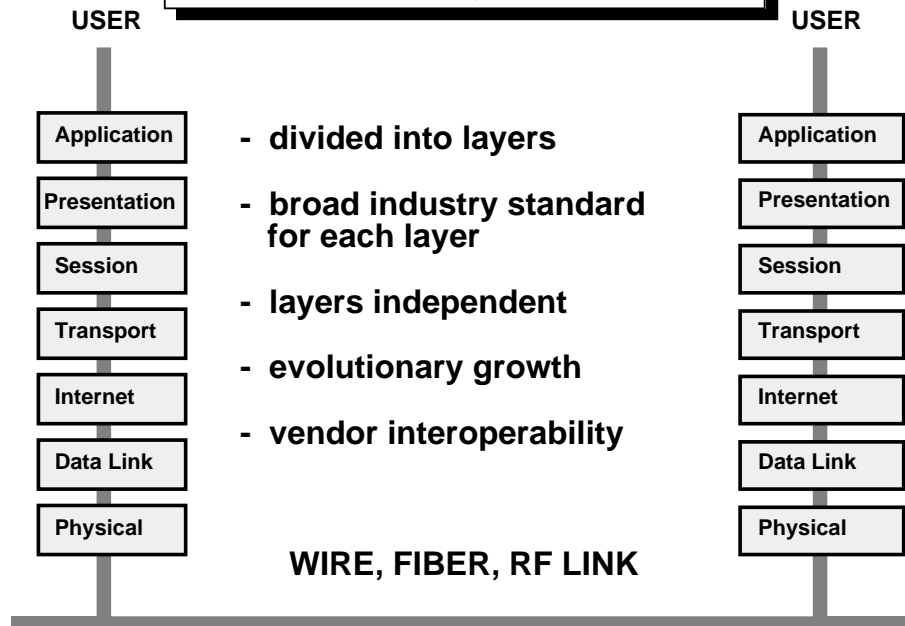 USER
USER
Application
Presentation
Session
Transport
Internet
Data Link
Physical
- divided into layers
- broad industry standard
for each layer
- layers independent
- evolutionary growth
- vendor interoperability
WIRE, FIBER, RF LINK
Application
Presentation
Session
Transport
Internet
Data Link
Physical